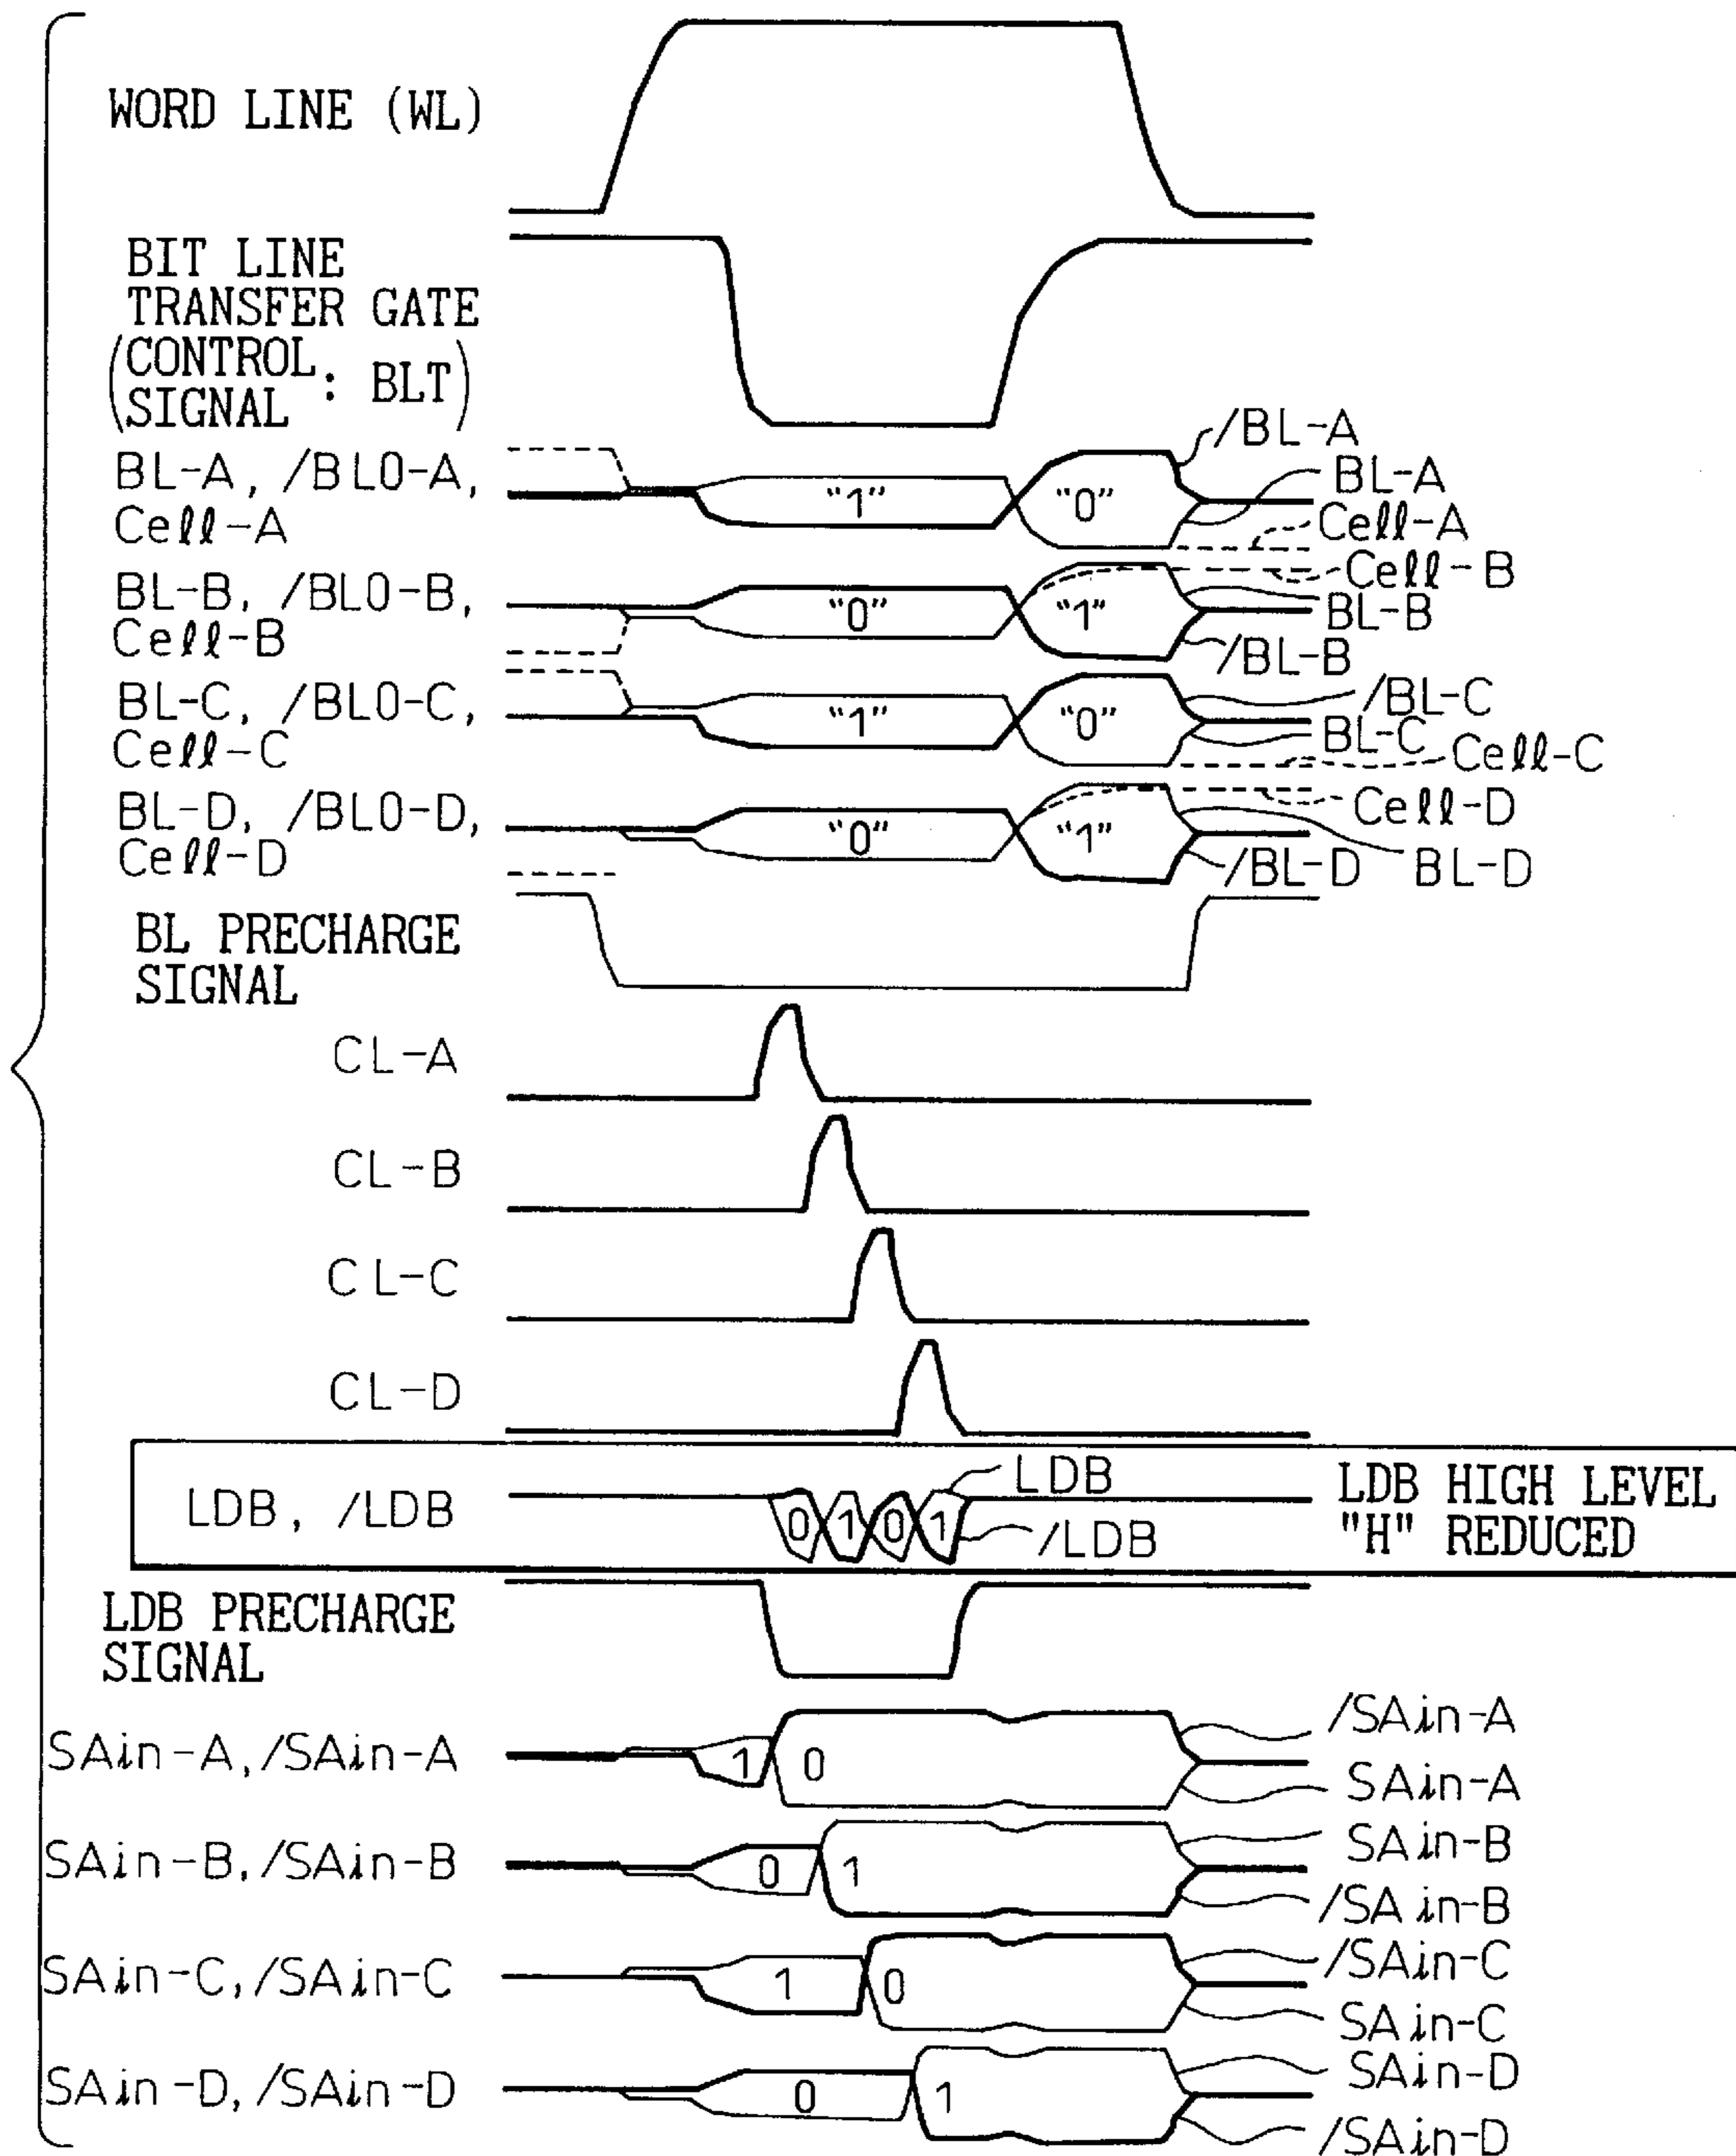 WORD LINE (WL)
BIT LINE
TRANSFER GATE
(CONTROL
SIGNAL : BLT)
BL-A, /BL0-A,
Cell-A
"1"
"0"
/BL-A
BL-A
Cell-A
BL-B, /BL0-B,
Cell-B
"0"
"1"
Cell-B
BL-B
/BL-B
BL-C, /BL0-C,
Cell-C
"1"
"0"
/BL-C
BL-C
Cell-C
BL-D, /BL0-D,
Cell-D
"0"
"1"
Cell-D
/BL-D
BL-D
BL PRECHARGE
SIGNAL
CL-A
CL-B
CL-C
CL-D
LDB, /LDB
0 1 0 1
LDB
/LDB
LDB HIGH LEVEL
"H" REDUCED
LDB PRECHARGE
SIGNAL
SAin-A, /SAin-A
1 0
/SAin-A
SAin-A
SAin-B, /SAin-B
0 1
SAin-B
/SAin-B
SAin-C, /SAin-C
1 0
/SAin-C
SAin-C
SAin-D, /SAin-D
0 1
SAin-D
/SAin-D